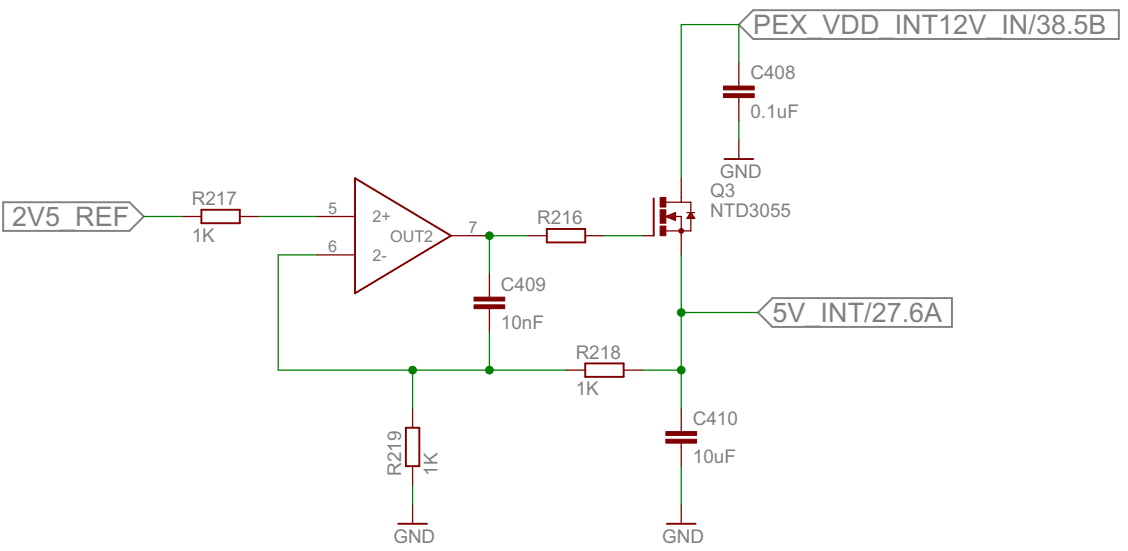 PEX_VDD_INT12V_IN/38.5B
C408
0.1uF
GND
Q3
NTD3055
2V5_REF
R217
1K
5
2+
6
2-
OUT2
7
R216
C409
10nF
5V_INT/27.6A
R218
1K
C410
10uF
R219
1K
GND
GND